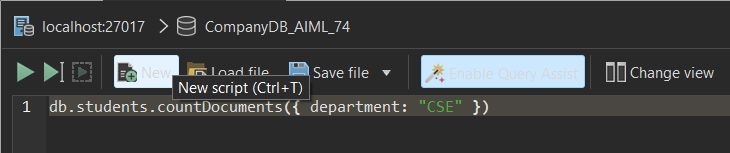 localhost:27017 > CompanyDB_AIML_74
New Load file Save file Enable Query Assist Change view
New script (Ctrl+T)
1 db.students.countDocuments({ department: "CSE" })